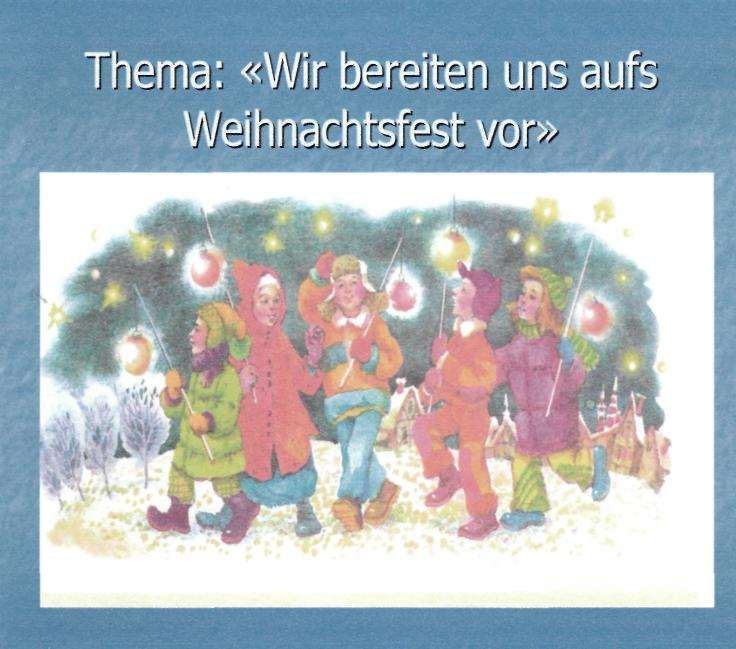 Thema: «Wir bereiten uns aufs
Weihnachtsfest vor»